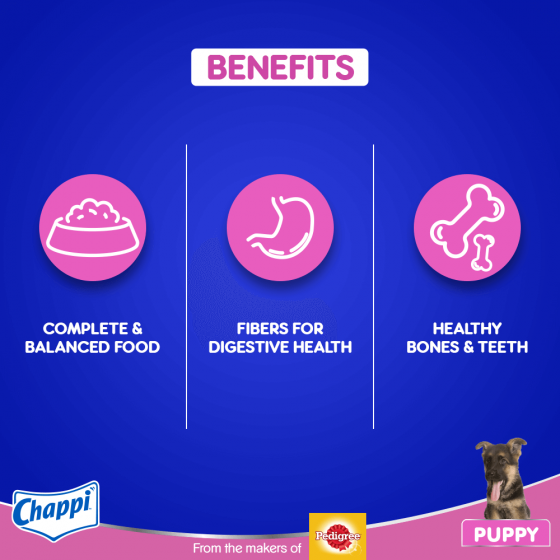 BENEFITS
COMPLETE &
BALANCED FOOD
FIBERS FOR
DIGESTIVE HEALTH
HEALTHY
BONES & TEETH
Chappi
From the makers of
Pedigree
PUPPY